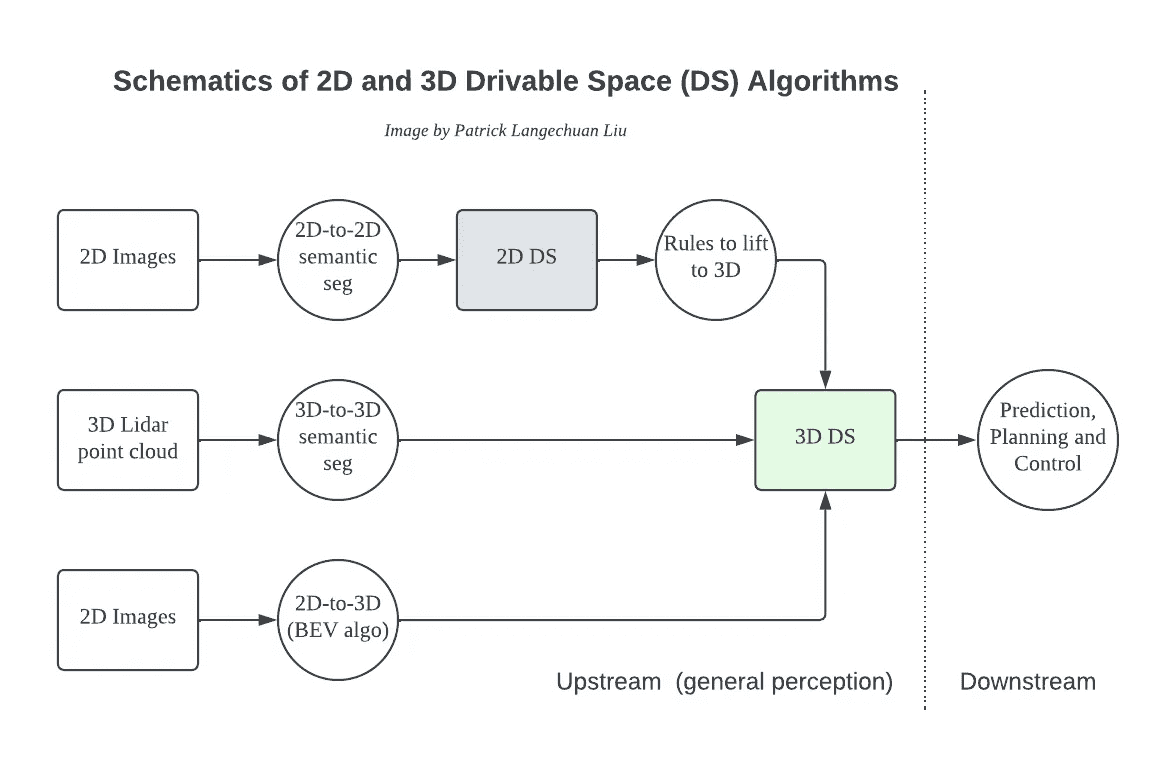 Schematics of 2D and 3D Drivable Space (DS) Algorithms
Image by Patrick Langechuan Liu
2D Images
2D-to-2D
semantic
seg
2D DS
Rules to lift
to 3D
3D Lidar
point cloud
3D-to-3D
semantic
seg
3D DS
Prediction,
Planning and
Control
2D Images
2D-to-3D
(BEV algo)
Upstream  (general perception)
Downstream